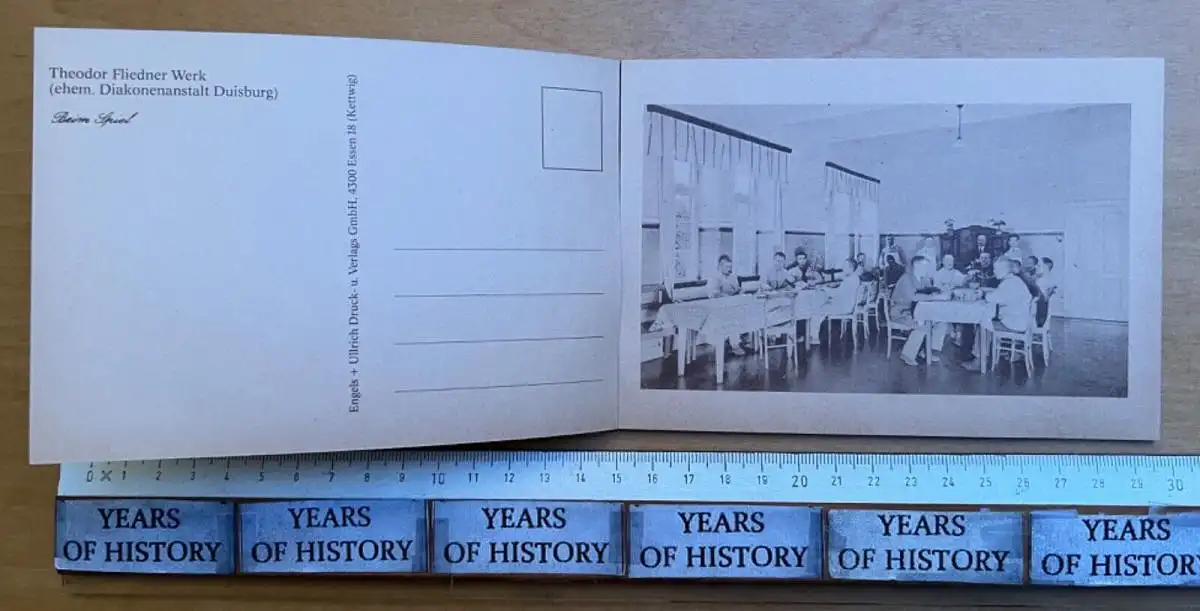 Theodor Fliedner Werk
(ehem. Diakonenanstalt Duisburg)
Beim Spiel
Engels + Ullrich Druck- u. Verlags GmbH, 4300 Essen 18 (Kettwig)
0 1 2 3 4 5 6 7 8 9 10 11 12 13 14 15 16 17 18 19 20 21 22 23 24 25 26 27 28 29 30
YEARS
OF HISTORY
YEARS
OF HISTORY
YEARS
OF HISTORY
YEARS
OF HISTORY
YEARS
OF HISTORY
YEARS
OF HISTORY